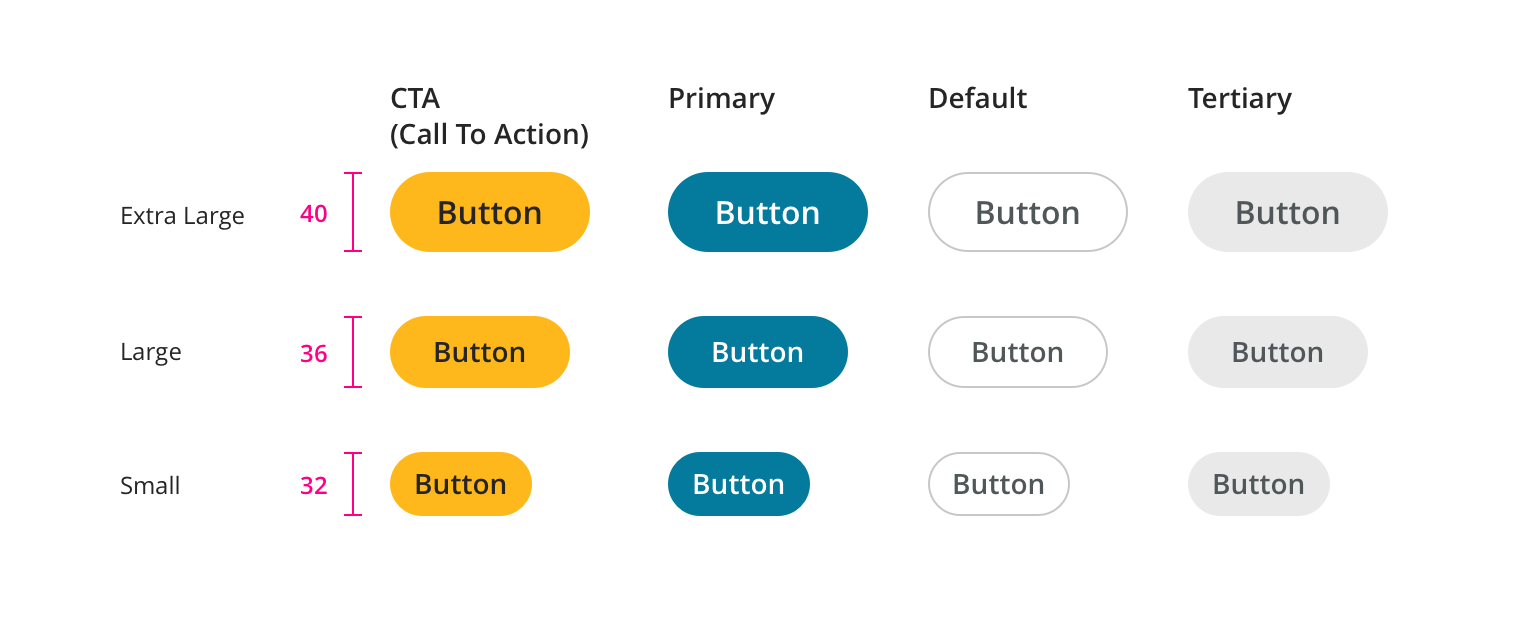 CTA
(Call To Action)
Primary
Default
Tertiary
Extra Large 40 Button Button Button Button
Large 36 Button Button Button Button
Small 32 Button Button Button Button